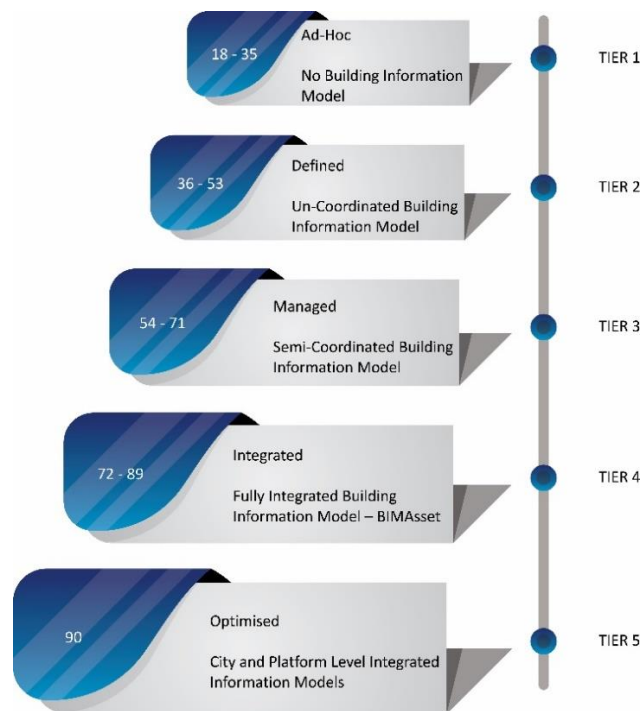 18 - 35
Ad-Hoc
No Building Information
Model
TIER 1
36 - 53
Defined
Un-Coordinated Building
Information Model
TIER 2
54 - 71
Managed
Semi-Coordinated Building
Information Model
TIER 3
72 - 89
Integrated
Fully Integrated Building
Information Model – BIMAsset
TIER 4
90
Optimised
City and Platform Level Integrated
Information Models
TIER 5